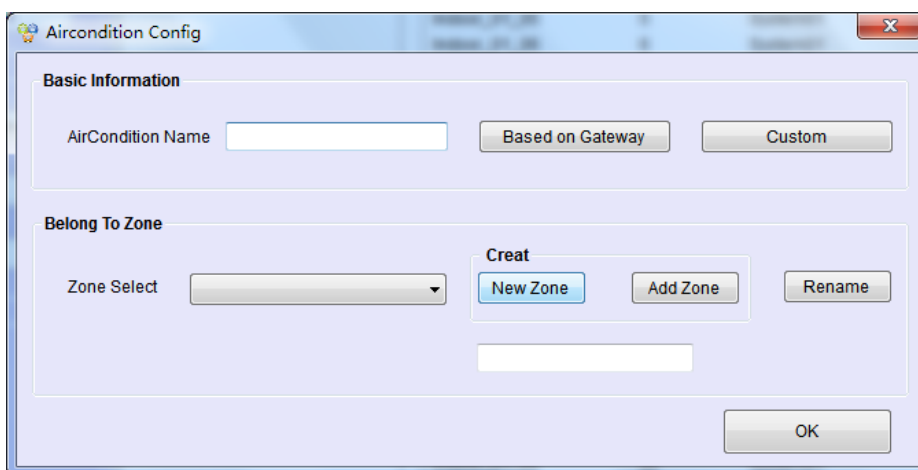 Aircondition Config
Basic Information
AirCondition Name
Based on Gateway
Custom
Belong To Zone
Creat
Zone Select
New Zone
Add Zone
Rename
OK